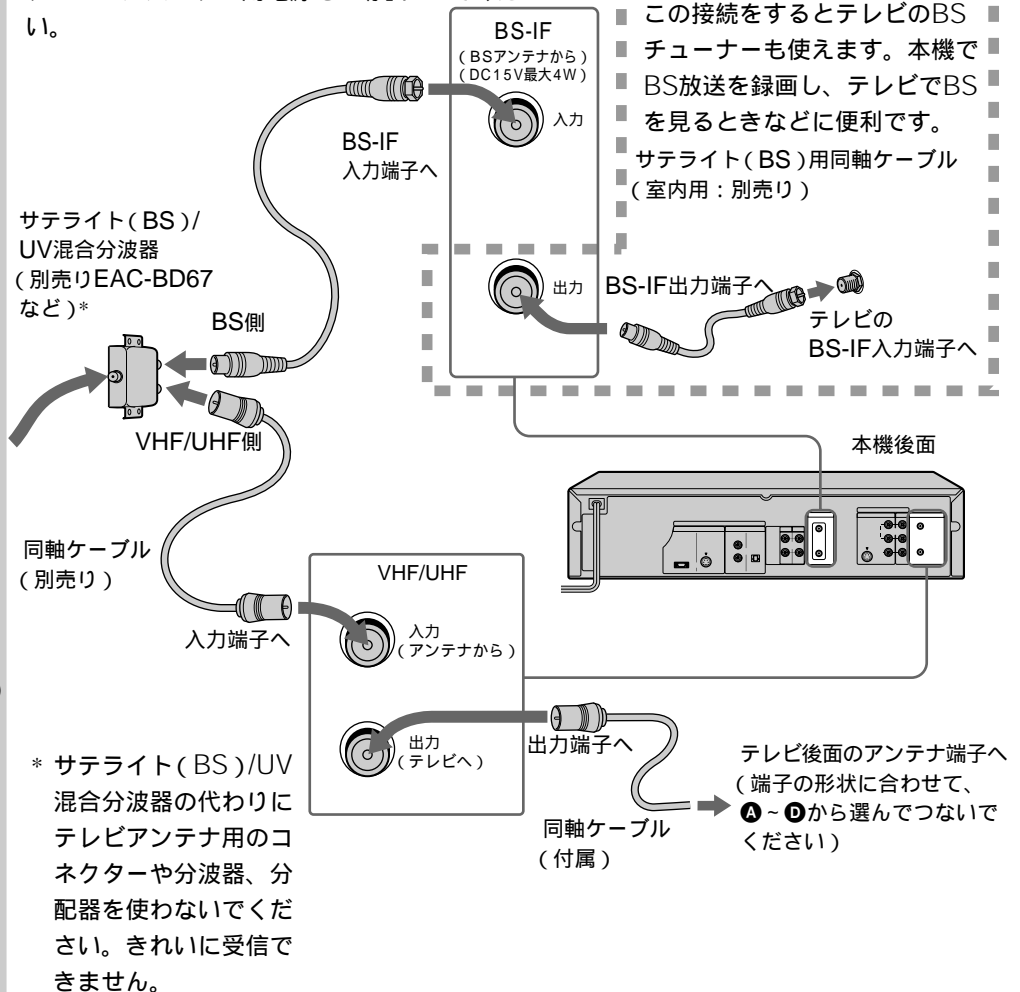 い。
BS-IF
（BSアンテナから）
（DC15V最大4W）
入力
BS-IF
入力端子へ
この接続をするとテレビのBS
チューナーも使えます。本機で
BS放送を録画し、テレビでBS
を見るときなどに便利です。
サテライト（BS）用同軸ケーブル
（室内用：別売り）
サテライト（BS）/
UV混合分波器
（別売りEAC-BD67
など）*
BS側
出力
BS-IF出力端子へ
テレビの
BS-IF入力端子へ
VHF/UHF側
本機後面
同軸ケーブル
（別売り）
VHF/UHF
入力端子へ
入力
（アンテナから）
出力
（テレビへ）
出力端子へ
同軸ケーブル
（付属）
テレビ後面のアンテナ端子へ
（端子の形状に合わせて、
A～Dから選んでつないで
ください）
* サテライト（BS）/UV
混合分波器の代わりに
テレビアンテナ用のコ
ネクターや分波器、分
配器を使わないでくだ
さい。きれいに受信で
きません。